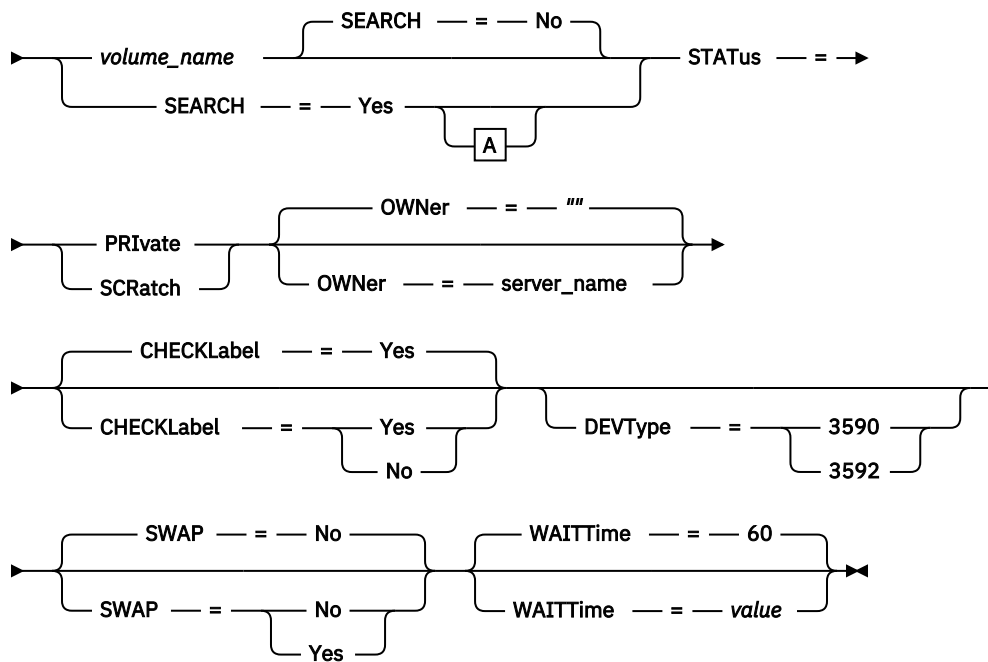 SEARCH = No
volume_name STATus =
SEARCH = Yes
A
OWNer = ""
PRIvate
SCRatch OWNer = server_name
CHECKLabel = Yes
CHECKLabel = Yes DEVType = 3590
No 3592
SWAP = No WAITTime = 60
SWAP = No WAITTime = value
Yes